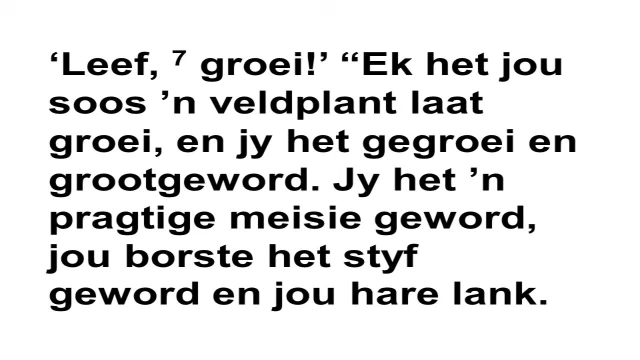 ‘Leef, ⁷ groei!’ “Ek het jou
soos ’n veldplant laat
groei, en jy het gegroei en
grootgeword. Jy het ’n
pragtige meisie geword,
jou borste het styf
geword en jou hare lank.